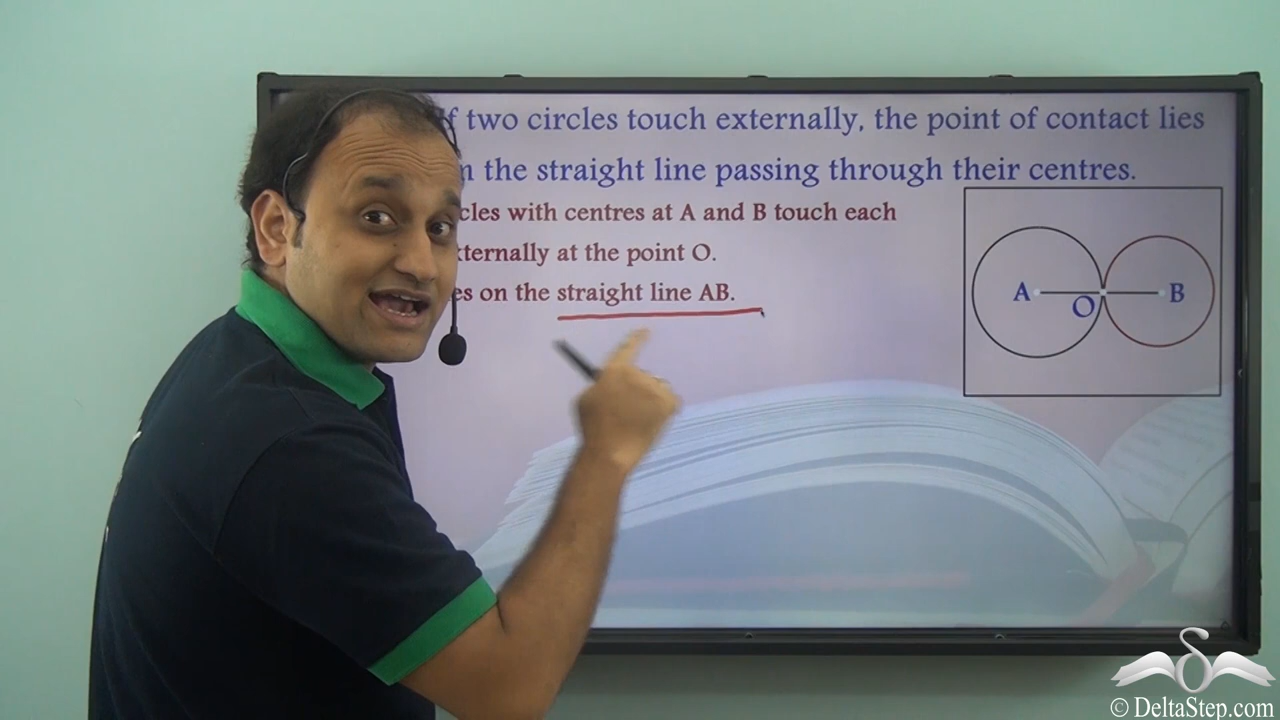 f two circles touch externally, the point of contact lies
n the straight line passing through their centres.
cles with centres at A and B touch each
ternally at the point O.
es on the straight line AB.
A
O
B
© DeltaStep.com